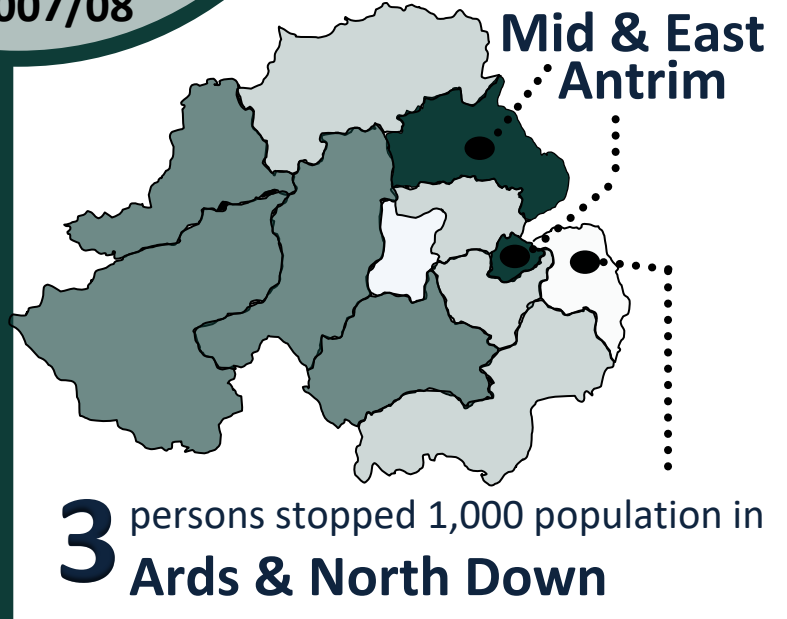 007/08
Mid & East
Antrim
3 persons stopped 1,000 population in
Ards & North Down